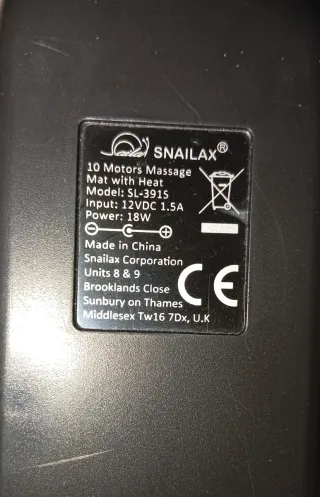 SNAILAX®
10 Motors Massage
Mat with Heat
Model: SL-391S
Input: 12VDC 1.5A
Power: 18W
Made in China
Snailax Corporation
Units 8 & 9
Brooklands Close
Sunbury on Thames
Middlesex Tw16 7Dx, U.K
CE